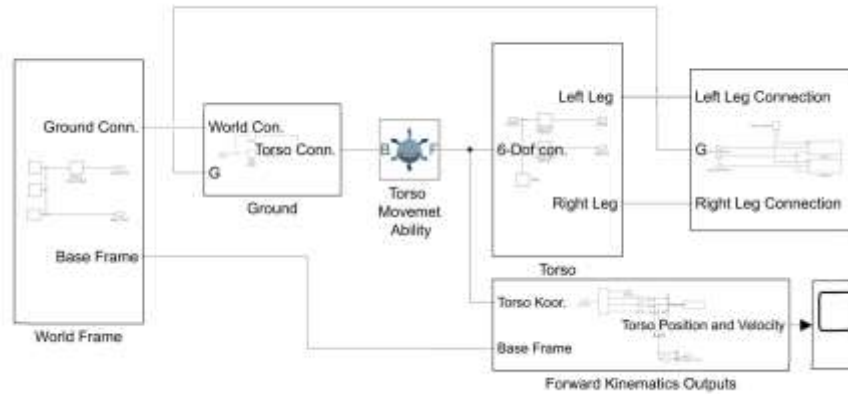 Ground Conn.
Base Frame
World Frame
World Con.
Torso Conn.
G
Ground
B
F
Torso
Movemet
Ability
Left Leg
6-Dof con.
Right Leg
Torso
Left Leg Connection
G
Right Leg Connection
Torso Koor.
Torso Position and Velocity
Base Frame
Forward Kinematics Outputs